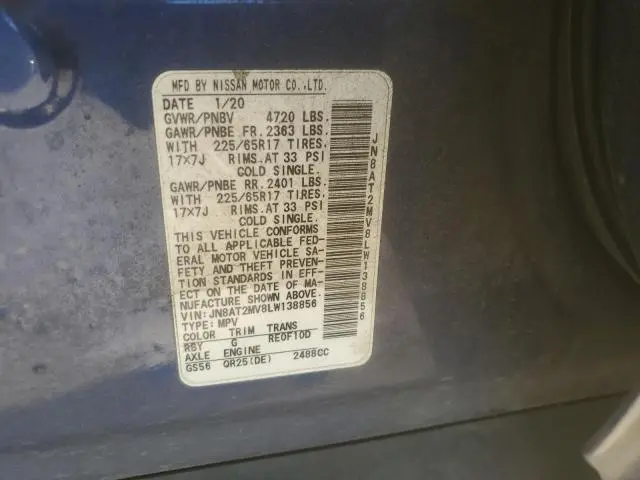 MFD BY NISSAN MOTOR CO.,LTD.
DATE 1/20
GVWR/PNBV 4720 LBS.
GAWR/PNBE FR. 2363 LBS.
WITH 225/65R17 TIRES,
17×7J RIMS.AT 33 PSI
COLD SINGLE.
GAWR/PNBE RR. 2401 LBS.
WITH 225/65R17 TIRES,
17×7J RIMS.AT 33 PSI
COLD SINGLE.
THIS VEHICLE CONFORMS
TO ALL APPLICABLE FED-
ERAL MOTOR VEHICLE SA-
FETY AND THEFT PREVEN-
TION STANDARDS IN EFF-
ECT ON THE DATE OF MA-
NUFACTURE SHOWN ABOVE.
VIN: JN8AT2MV8LW138856
TYPE: MPV
COLOR TRIM TRANS
RBY G RE0F10D
AXLE ENGINE
GS56 QR25(DE) 2488CC
JN8AT2MV8LW138856